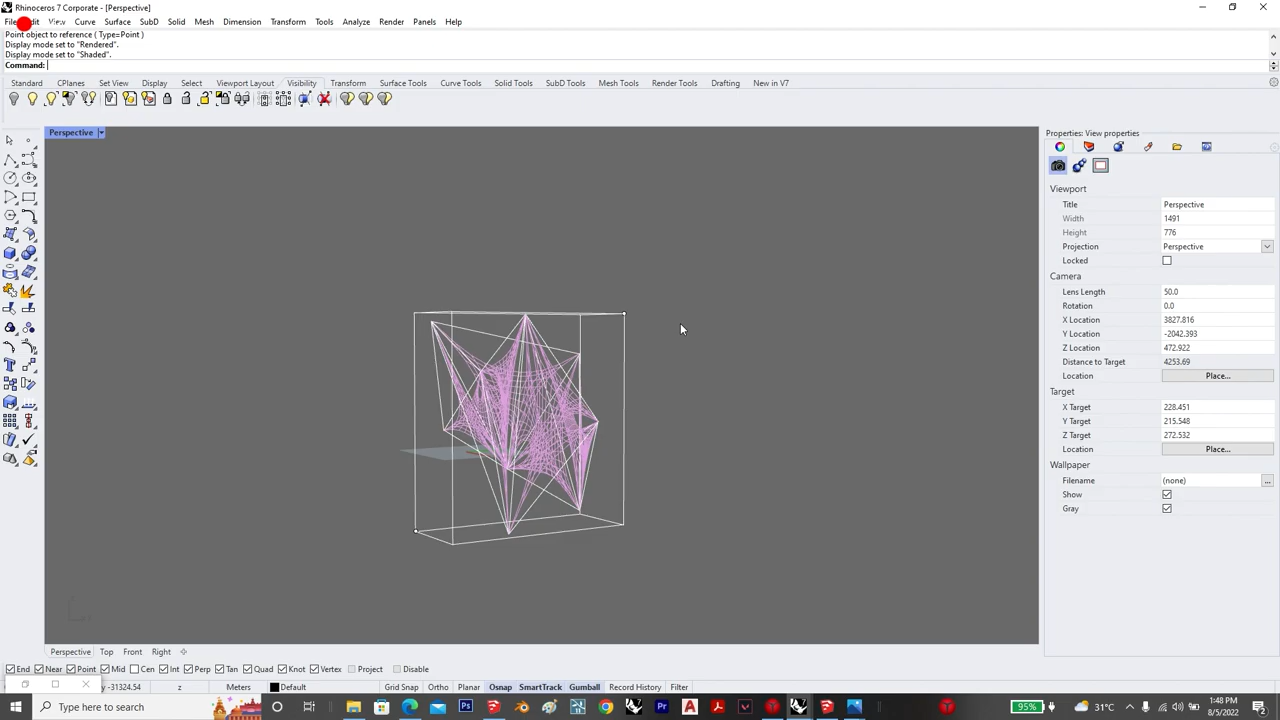 Rhinoceros 7 Corporate - [Perspective]
File Edit View Curve Surface SubD Solid Mesh Dimension Transform Tools Analyze Render Panels Help
Point object to reference ( Type=Point )
Display mode set to "Rendered".
Display mode set to "Shaded".
Command:
Standard CPlanes Set View Display Select Viewport Layout Visibility Transform Surface Tools Curve Tools Solid Tools SubD Tools Mesh Tools Render Tools Drafting New in V7
Perspective
Properties: View properties
Viewport
Title Perspective
Width 1491
Height 776
Projection Perspective
Locked
Camera
Lens Length 50.0
Rotation 0.0
X Location 3827.816
Y Location -2042.393
Z Location 472.922
Distance to Target 4253.69
Location Place...
Target
X Target 228.451
Y Target 215.548
Z Target 272.532
Location Place...
Wallpaper
Filename (none) ...
Show
Gray
Perspective Top Front Right
End Near Point Mid Cen Int Perp Tan Quad Knot Vertex Project Disable
y -31324.54 z Meters Default Grid Snap Ortho Planar Osnap SmartTrack Gumball Record History Filter
Type here to search
95% 31°C 1:48 PM
8/5/2022